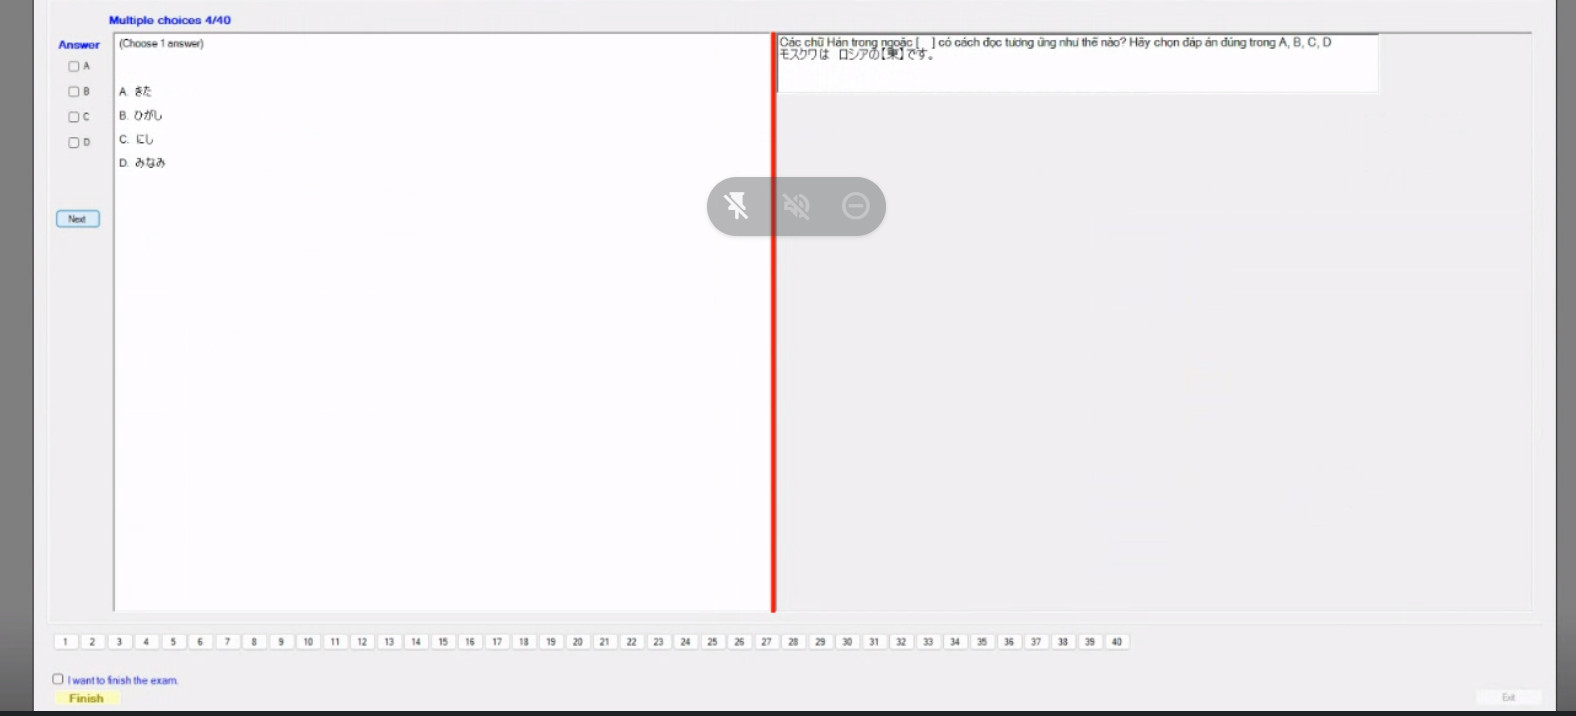 Multiple choices 4/40
Answer
(Choose 1 answer)
A
B
C
D
A. きた
B. ひがし
C. にし
D. みなみ
Next
Các chữ Hán trong ngoặc [ ] có cách đọc tương ứng như thế nào? Hãy chọn đáp án đúng trong A, B, C, D
モスクワは ロシアの【東】です。
1 2 3 4 5 6 7 8 9 10 11 12 13 14 15 16 17 18 19 20 21 22 23 24 25 26 27 28 29 30 31 32 33 34 35 36 37 38 39 40
I want to finish the exam.
Finish
Exit